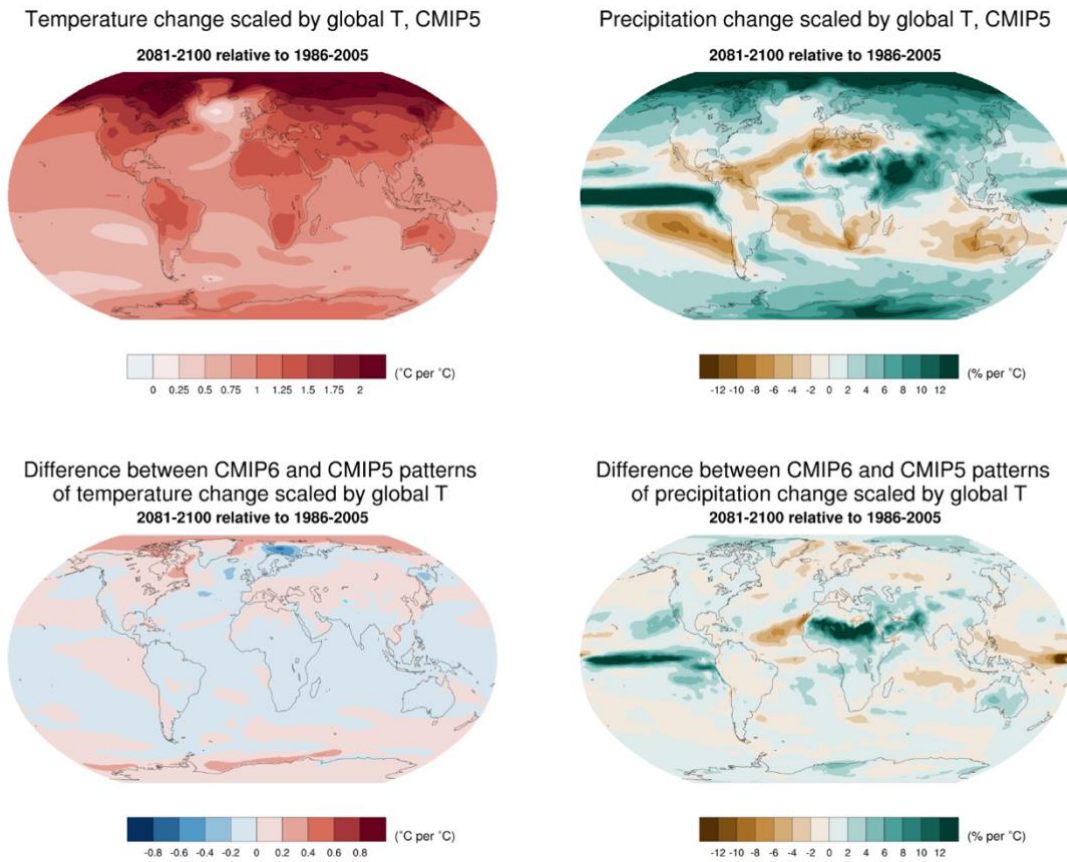 Temperature change scaled by global T, CMIP5
2081-2100 relative to 1986-2005
0 0.25 0.5 0.75 1 1.25 1.5 1.75 2
(˚C per ˚C)
Precipitation change scaled by global T, CMIP5
2081-2100 relative to 1986-2005
-12 -10 -8 -6 -4 -2 0 2 4 6 8 10 12
(% per ˚C)
Difference between CMIP6 and CMIP5 patterns
of temperature change scaled by global T
2081-2100 relative to 1986-2005
-0.8 -0.6 -0.4 -0.2 0 0.2 0.4 0.6 0.8
(˚C per ˚C)
Difference between CMIP6 and CMIP5 patterns
of precipitation change scaled by global T
2081-2100 relative to 1986-2005
-12 -10 -8 -6 -4 -2 0 2 4 6 8 10 12
(% per ˚C)